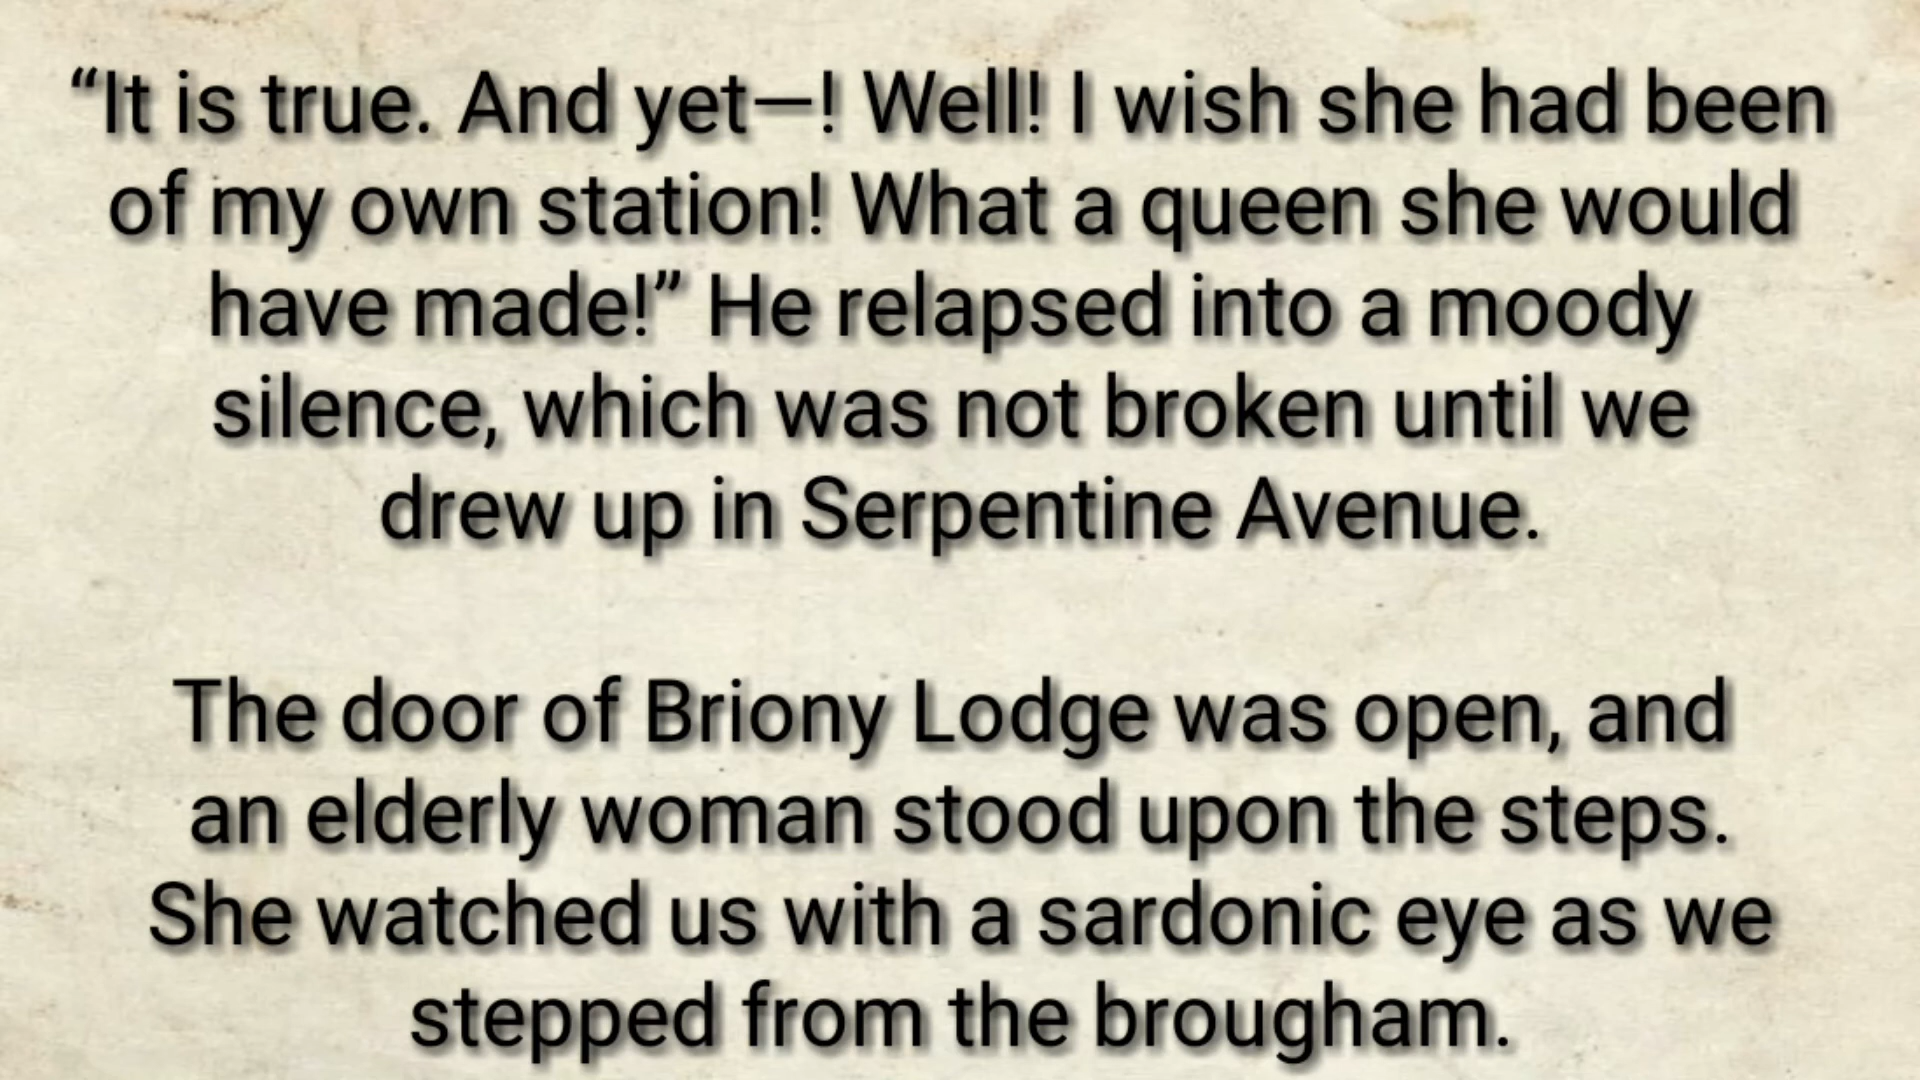 “It is true. And yet—! Well! I wish she had been
of my own station! What a queen she would
have made!” He relapsed into a moody
silence, which was not broken until we
drew up in Serpentine Avenue.
The door of Briony Lodge was open, and
an elderly woman stood upon the steps.
She watched us with a sardonic eye as we
stepped from the brougham.